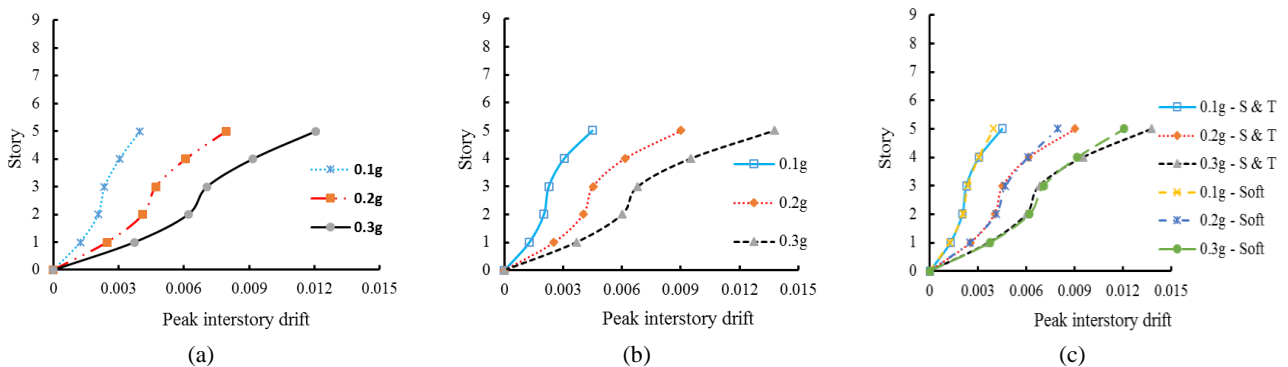 9
8
7
6
5
4
3
2
1
0
Story
0 0.003 0.006 0.009 0.012 0.015
Peak interstory drift
0.1g
0.2g
0.3g
(a)
9
8
7
6
5
4
3
2
1
0
Story
0 0.003 0.006 0.009 0.012 0.015
Peak interstory drift
0.1g
0.2g
0.3g
(b)
9
8
7
6
5
4
3
2
1
0
Story
0 0.003 0.006 0.009 0.012 0.015
Peak interstory drift
0.1g - S & T
0.2g - S & T
0.3g - S & T
0.1g - Soft
0.2g - Soft
0.3g - Soft
(c)